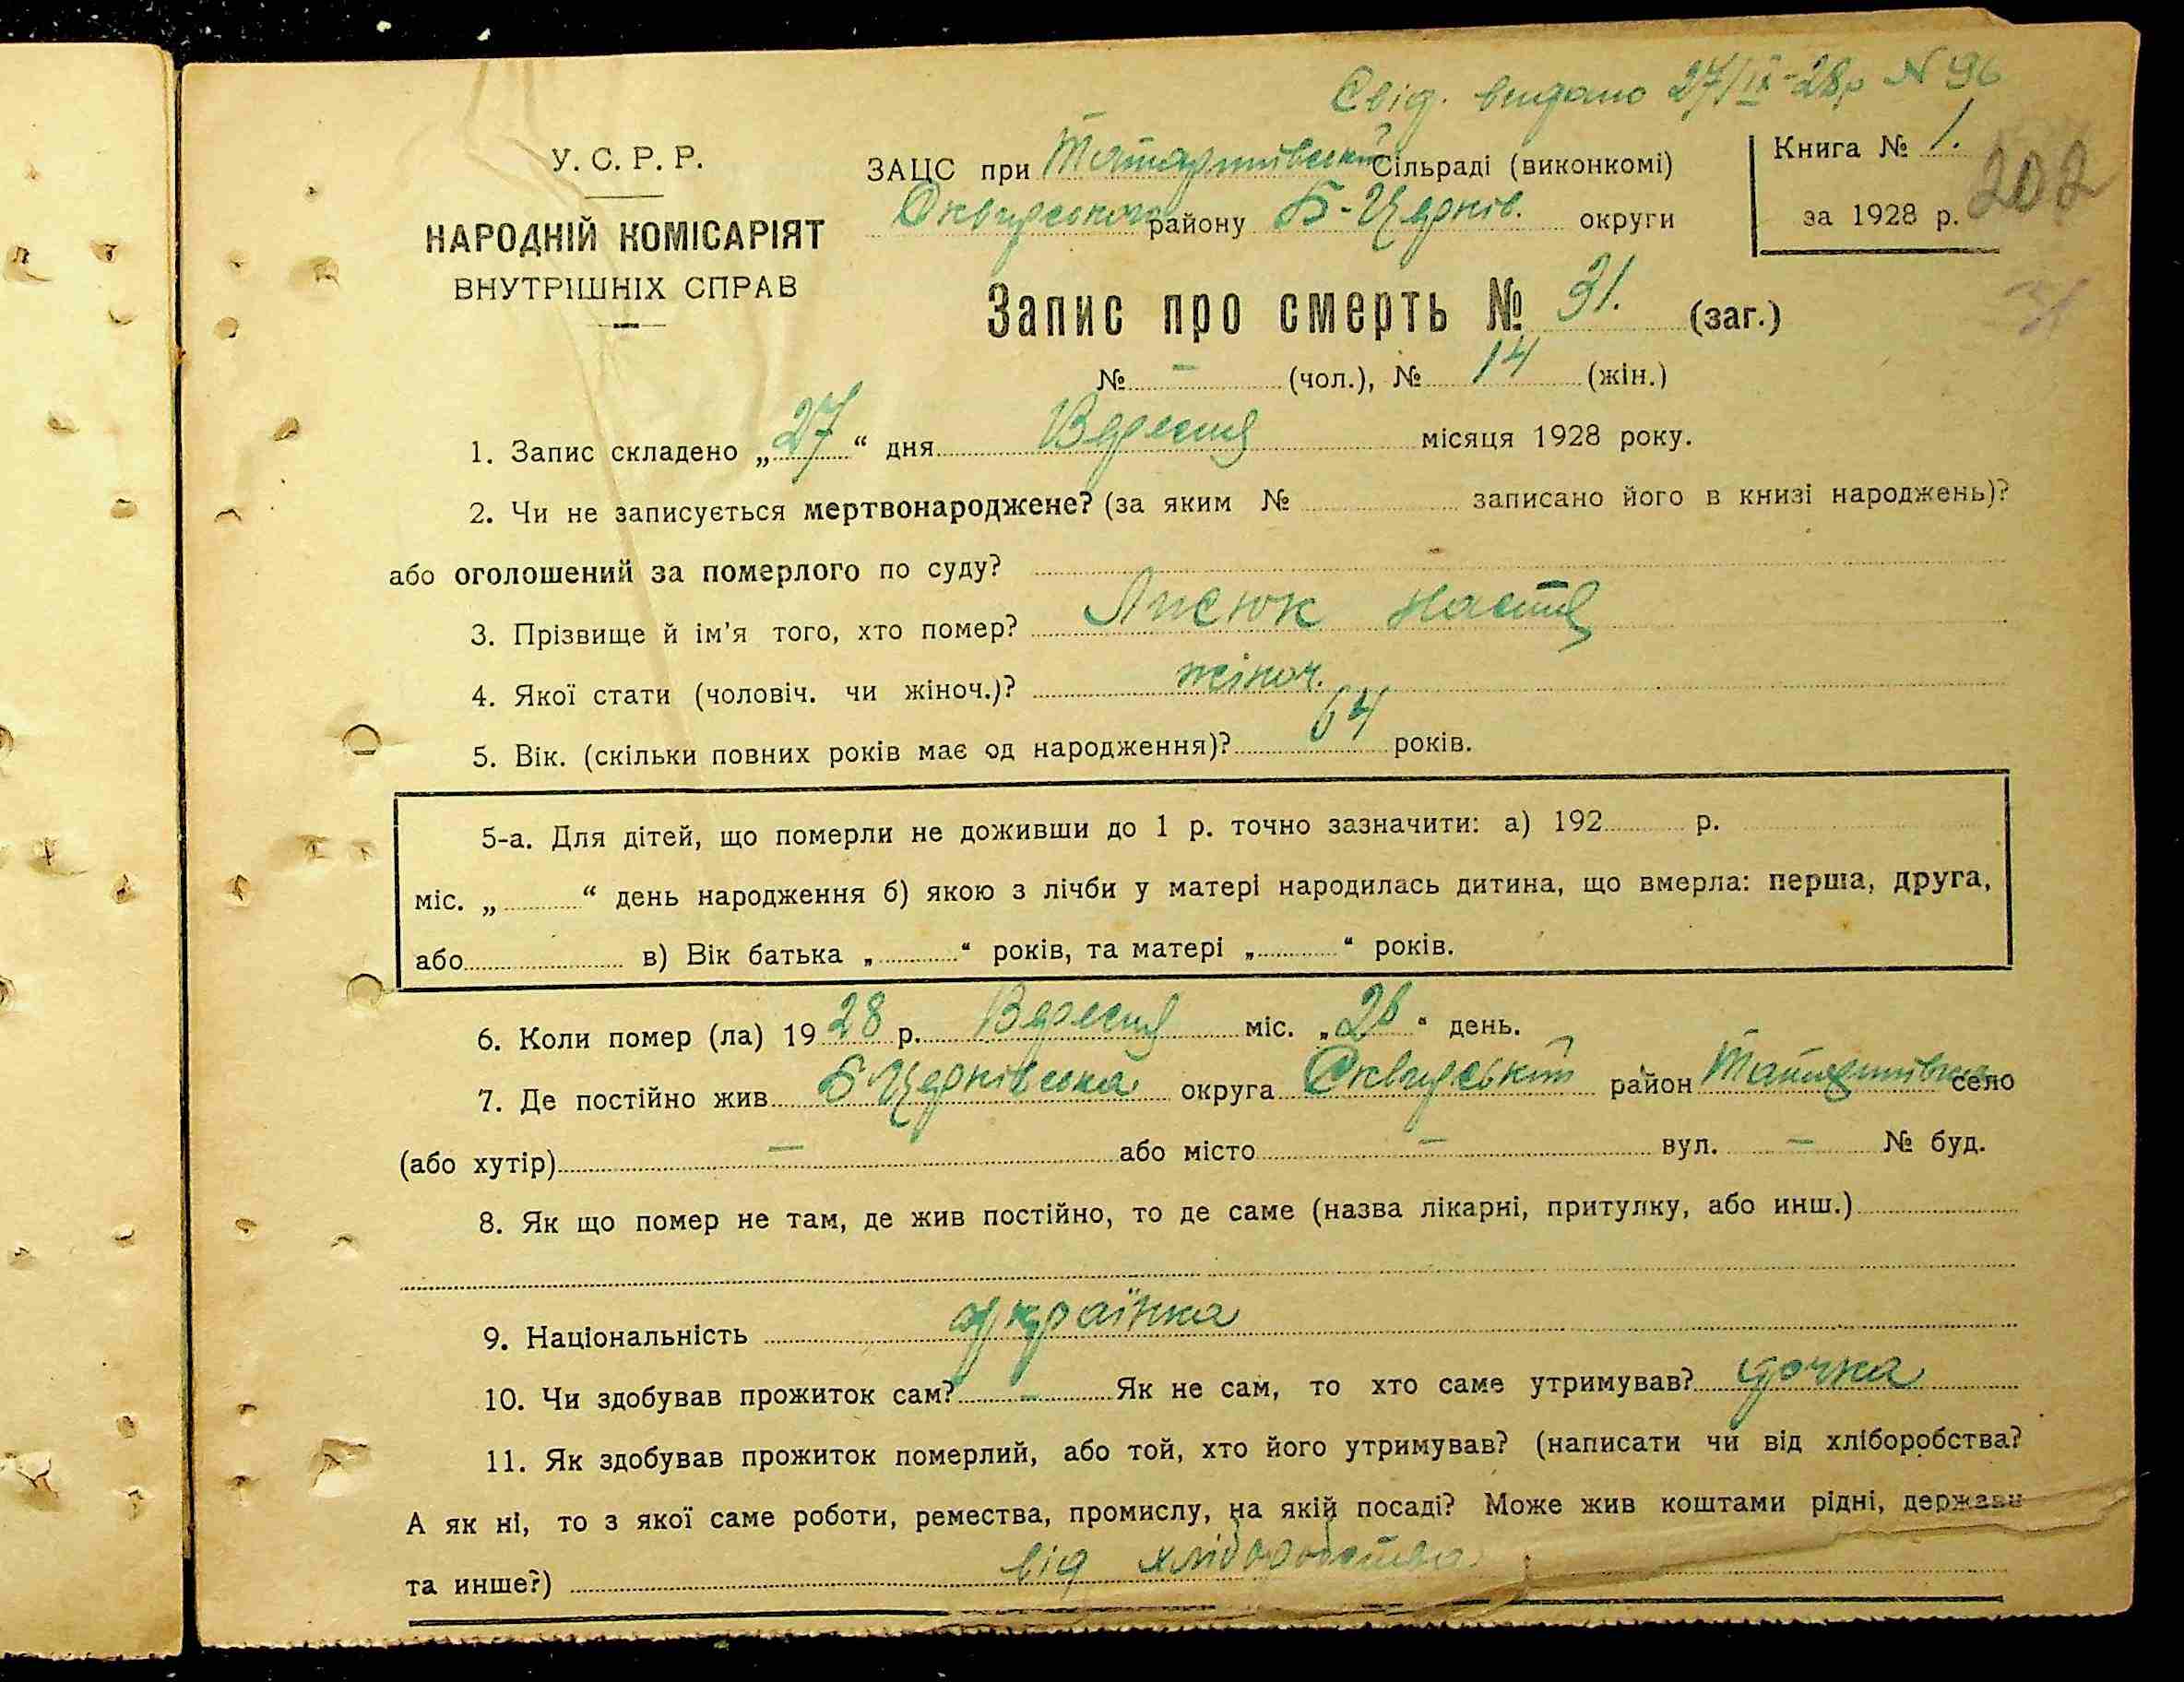 Свід. видано 27/IX-28р N 96
У. С. Р. Р.
НАРОДНІЙ КОМІСАРІЯТ
ВНУТРІШНІХ СПРАВ
ЗАЦС при Татаринівській Сільраді (виконкомі)
Сквирського району Б-Церків. округи
Книга № 1.
за 1928 р.
202
31
Запис про смерть № 31. (заг.)
№ – (чол.), № 14 (жін.)
1. Запис складено „27“ дня Вересня місяця 1928 року.
2. Чи не записується мертвонароджене? (за яким № записано його в книзі народжень)?
або оголошений за померлого по суду?
3. Прізвище й ім'я того, хто помер? Лисюк Настя
4. Якої стати (чоловіч. чи жіноч.)? жіноч.
5. Вік. (скільки повних років має од народження)? 64 років.
5-а. Для дітей, що померли не доживши до 1 р. точно зазначити: а) 192 р.
міс. „ “ день народження б) якою з лічби у матері народилась дитина, що вмерла: перша, друга,
або в) Вік батька „ “ років, та матері „ “ років.
6. Коли помер (ла) 1928 р. Вересня міс. „26“ день.
7. Де постійно жив Б-Церківська округа Сквирський район Татаринівка село
(або хутір) – або місто – вул. – № буд.
8. Як що помер не там, де жив постійно, то де саме (назва лікарні, притулку, або инш.)
9. Національність українка
10. Чи здобував прожиток сам? – Як не сам, то хто саме утримував? дочка
11. Як здобував прожиток померлий, або той, хто його утримував? (написати чи від хліборобства?
А як ні, то з якої саме роботи, ремества, промислу, на якій посаді? Може жив коштами рідні, держави
та инше?) від хліборобства.